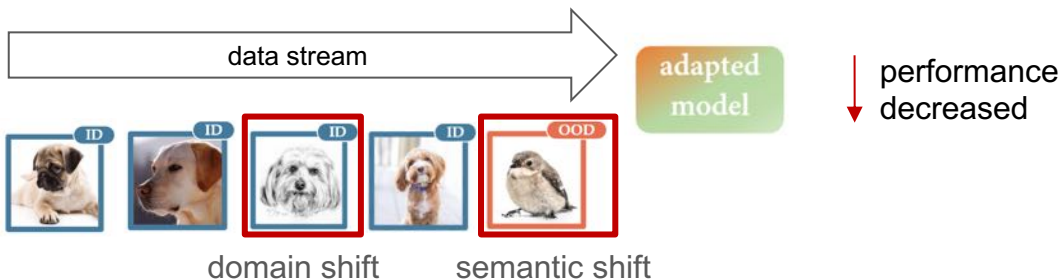 data stream
adapted
model
performance
decreased
ID
ID
ID
ID
OOD
domain shift
semantic shift